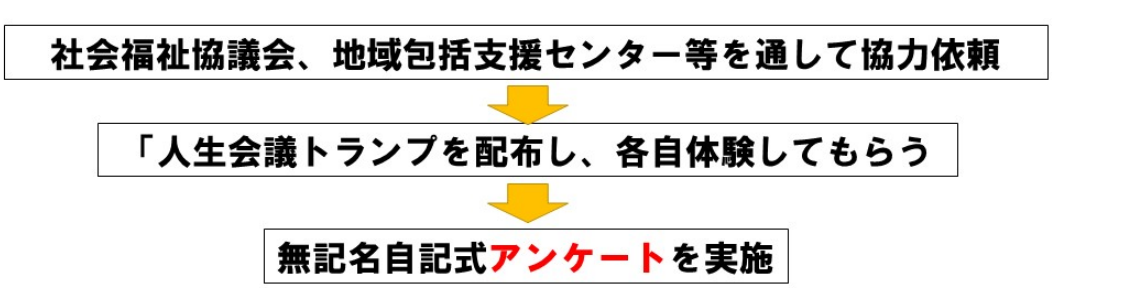 社会福祉協議会、地域包括支援センター等を通して協力依頼
「人生会議トランプを配布し、各自体験してもらう
無記名自記式アンケートを実施